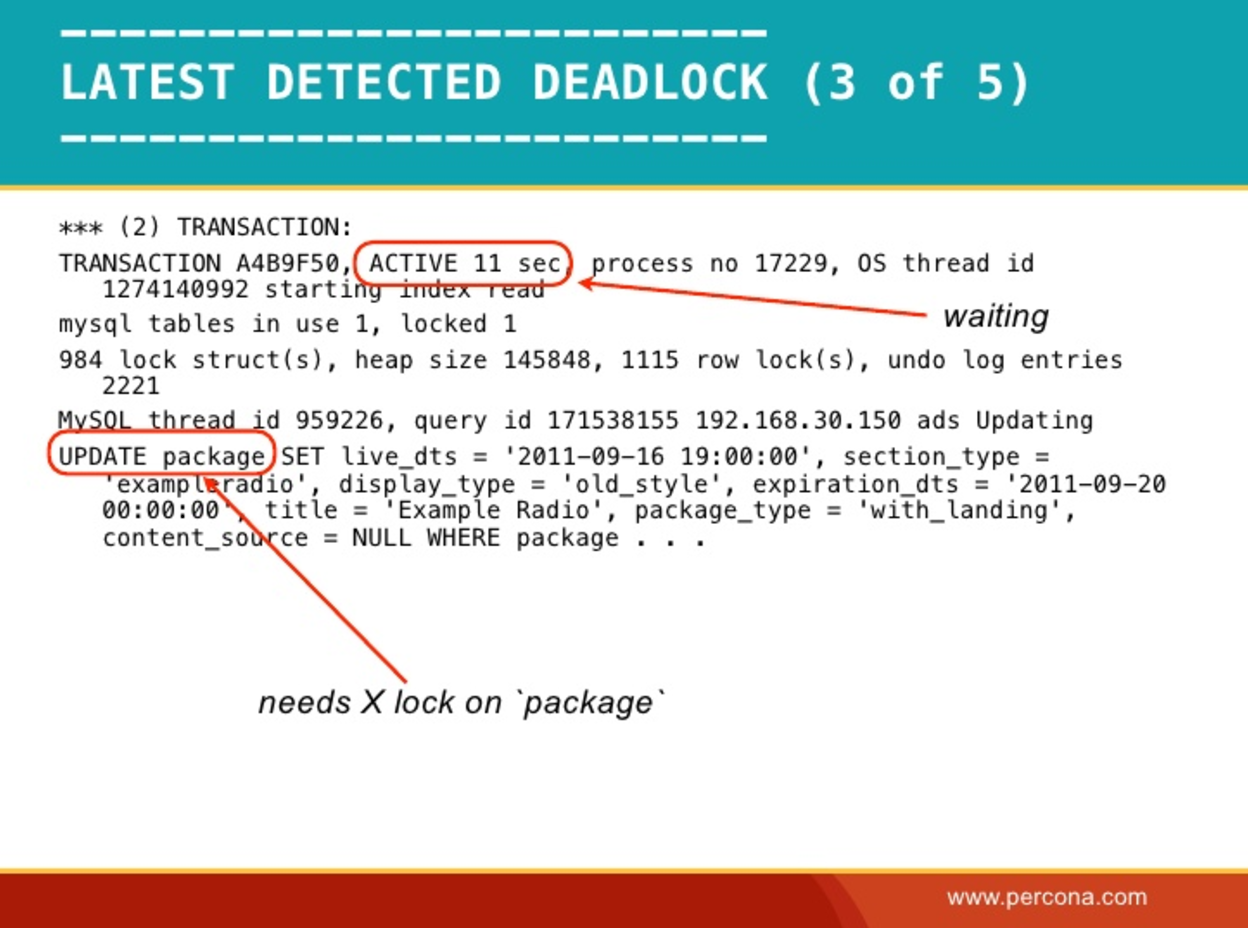 ------------------------
LATEST DETECTED DEADLOCK (3 of 5)
------------------------
*** (2) TRANSACTION:
TRANSACTION A4B9F50, ACTIVE 11 sec, process no 17229, OS thread id
1274140992 starting index read
waiting
mysql tables in use 1, locked 1
984 lock struct(s), heap size 145848, 1115 row lock(s), undo log entries
2221
MySQL thread id 959226, query id 171538155 192.168.30.150 ads Updating
UPDATE package SET live_dts = '2011-09-16 19:00:00', section_type =
'exampleradio', display_type = 'old_style', expiration_dts = '2011-09-20
00:00:00', title = 'Example Radio', package_type = 'with_landing',
content_source = NULL WHERE package . . .
needs X lock on `package`
www.percona.com